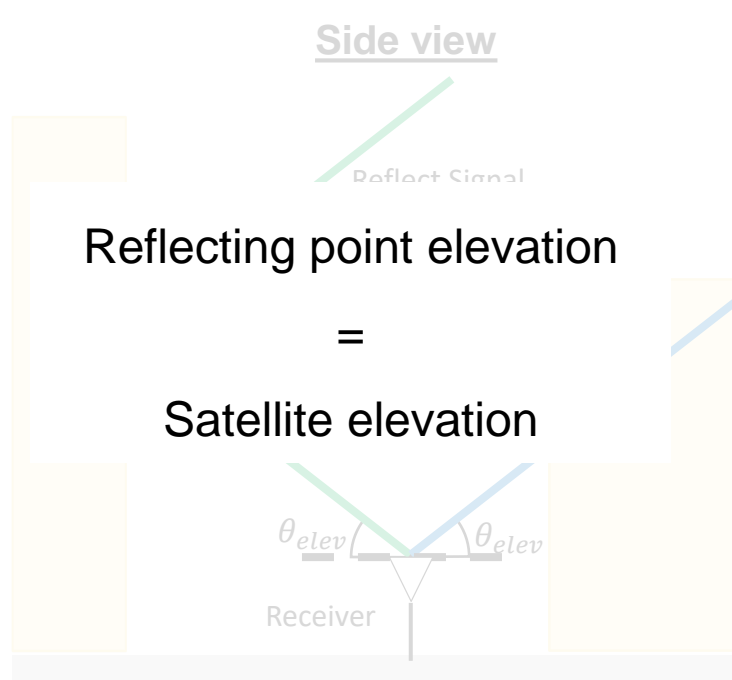 Side view
Reflect Signal
Reflecting point elevation
=
Satellite elevation
θelev θelev
Receiver